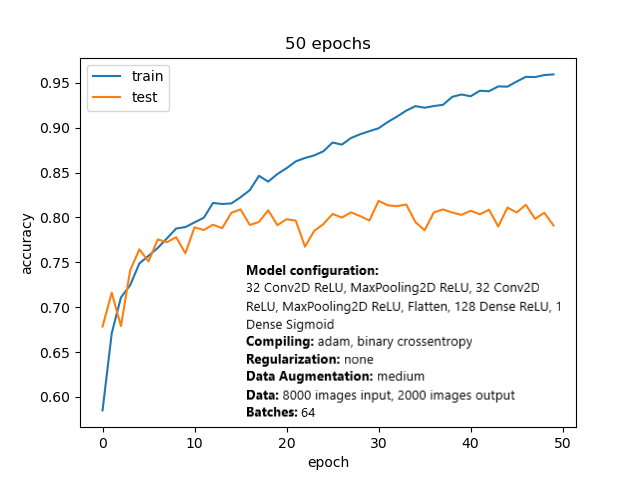 50 epochs
train
test
accuracy
0.95
0.90
0.85
0.80
0.75
0.70
0.65
0.60
Model configuration:
32 Conv2D ReLU, MaxPooling2D ReLU, 32 Conv2D
ReLU, MaxPooling2D ReLU, Flatten, 128 Dense ReLU, 1
Dense Sigmoid
Compiling: adam, binary crossentropy
Regularization: none
Data Augmentation: medium
Data: 8000 images input, 2000 images output
Batches: 64
0 10 20 30 40 50
epoch